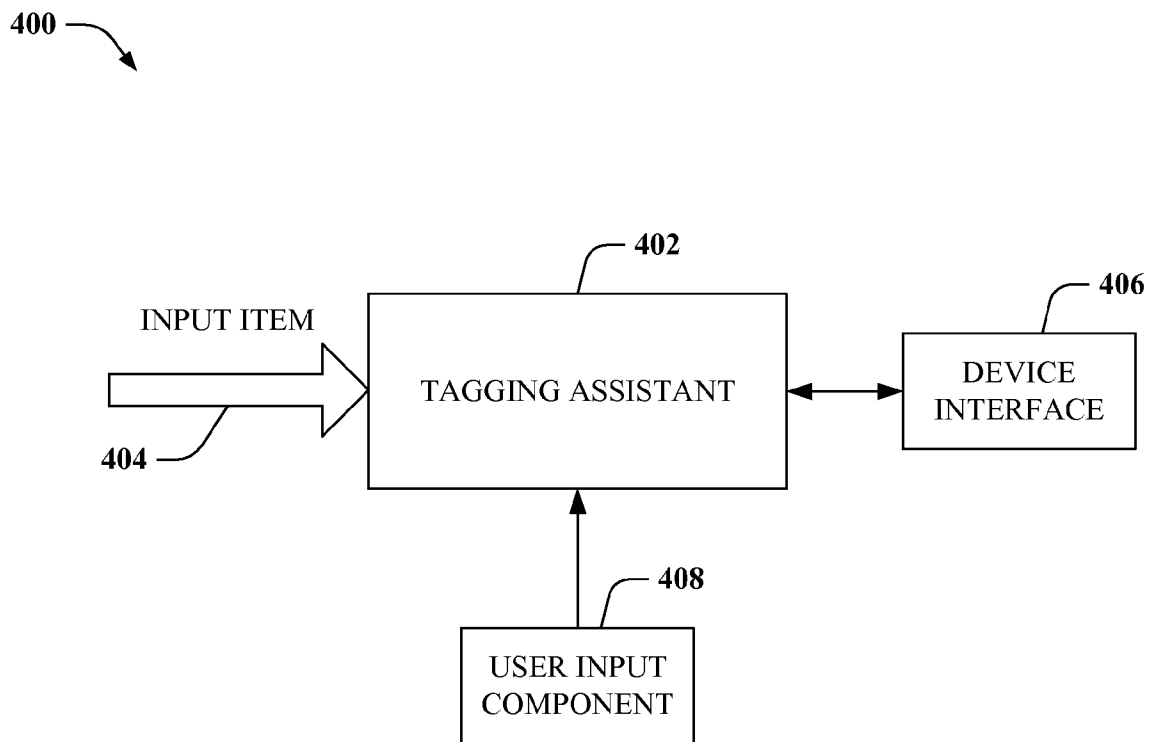 400
402
406
INPUT ITEM
TAGGING ASSISTANT
DEVICE
INTERFACE
404
408
USER INPUT
COMPONENT